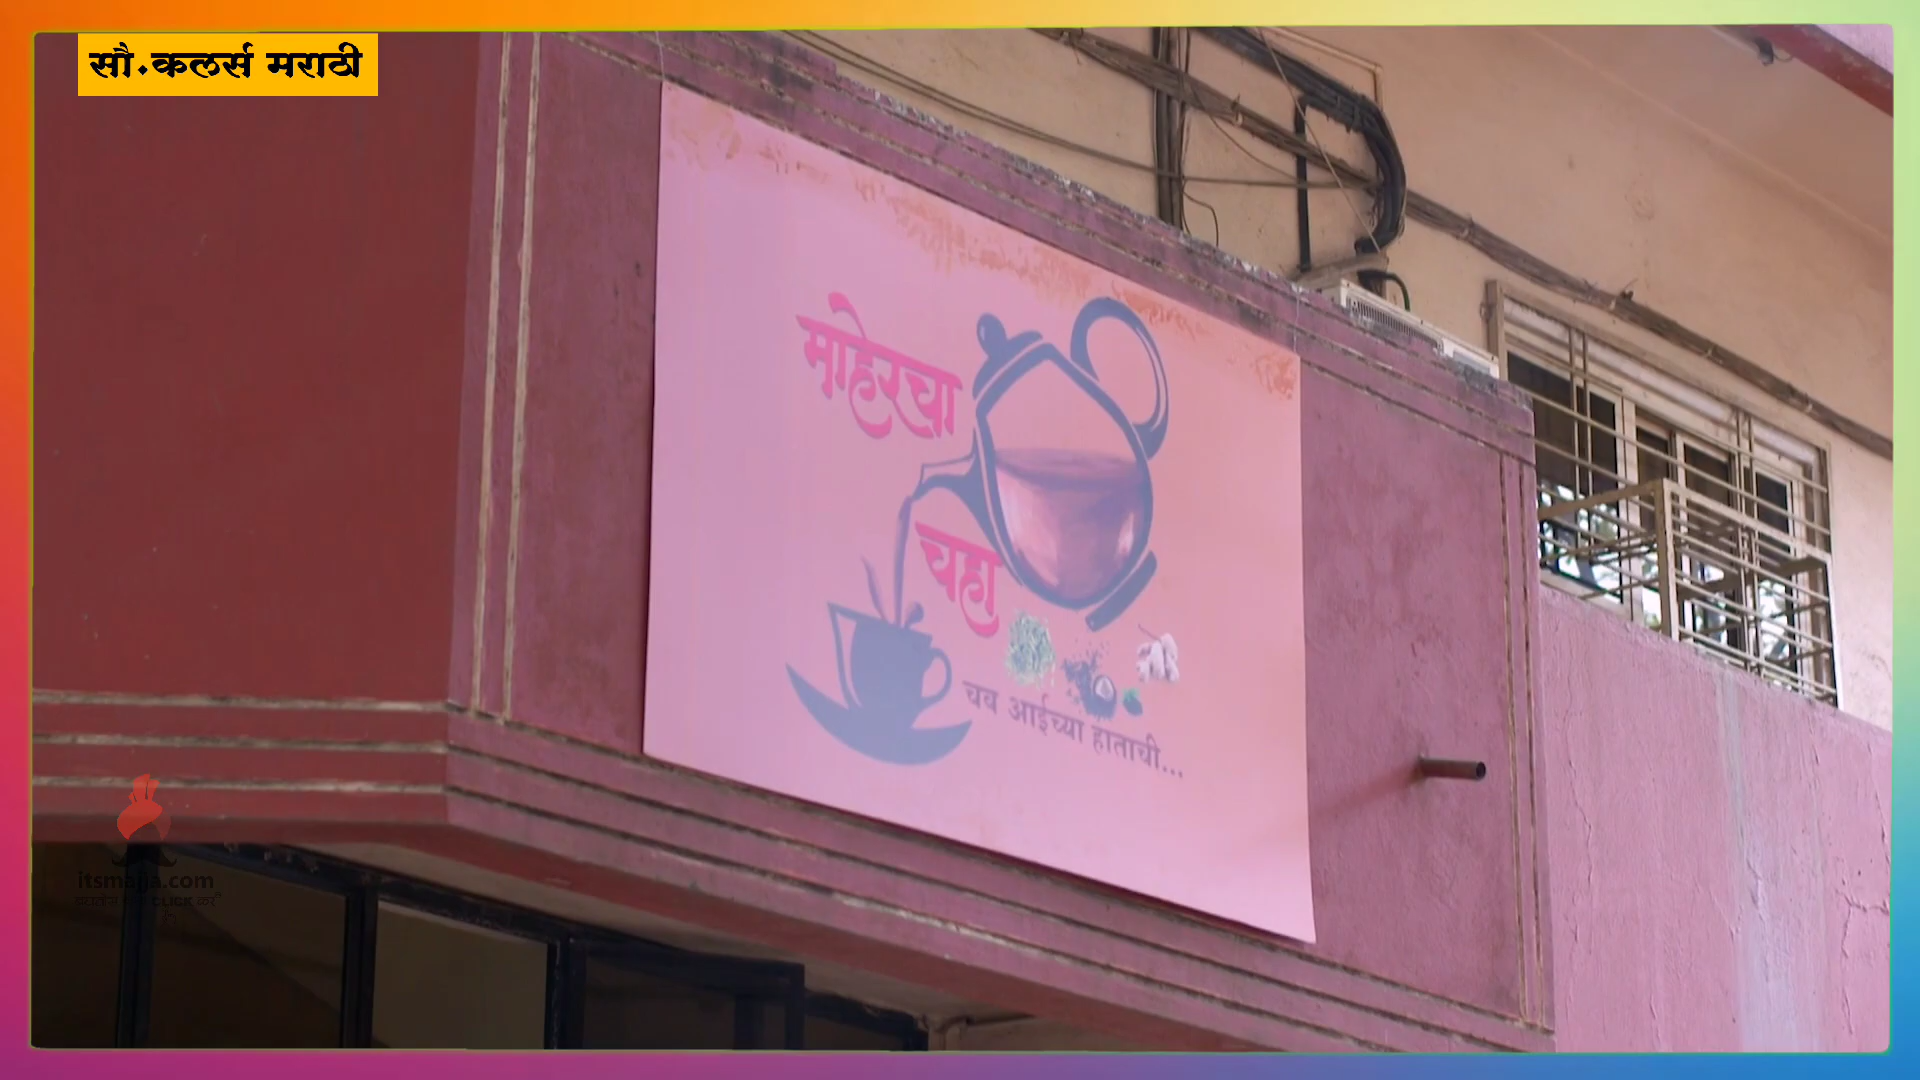 सौ.कलर्स मराठी
माहेरचा
चहा
चव आईच्या हाताची...
itsmajja.com